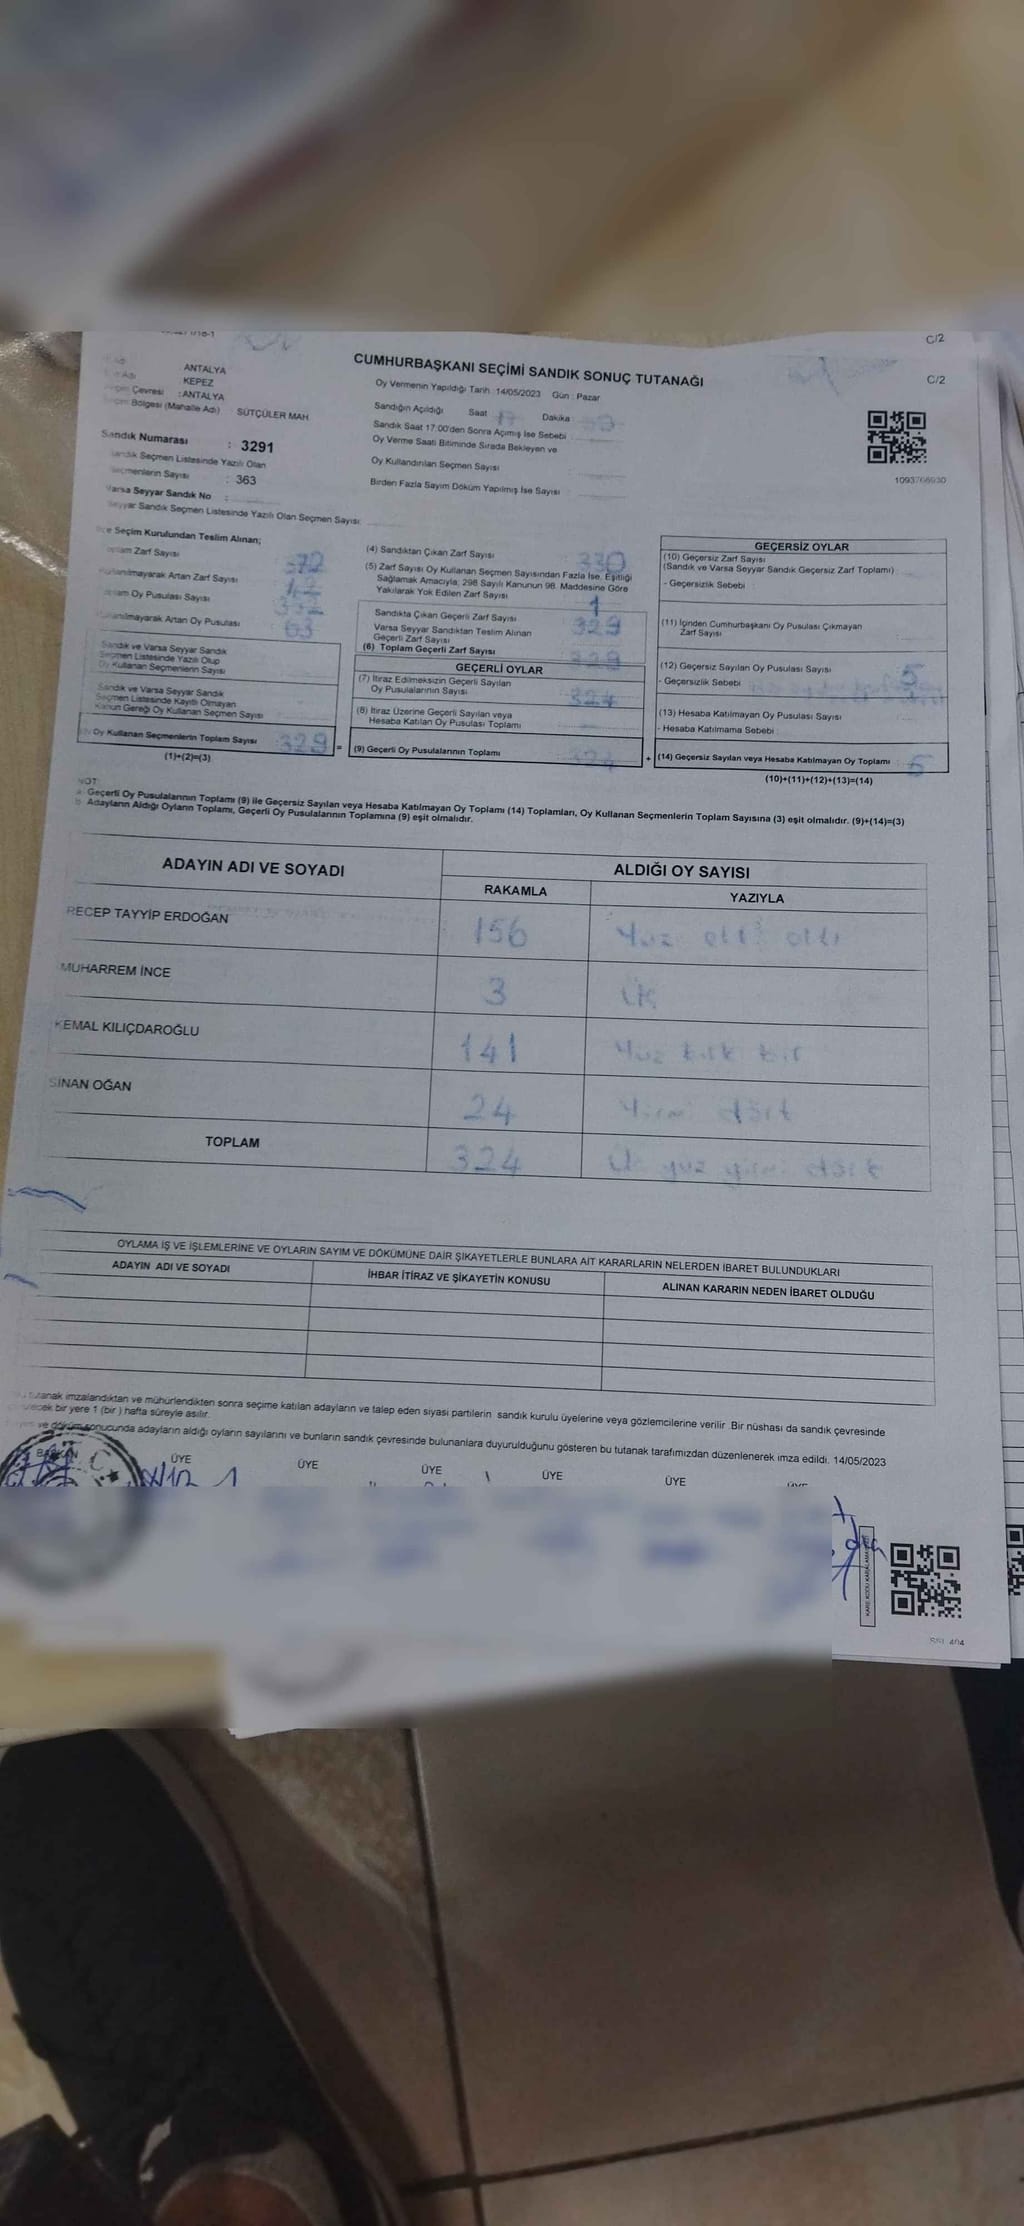 C/2
CUMHURBAŞKANI SEÇİMİ SANDIK SONUÇ TUTANAĞI
C/2
ANTALYA
KEPEZ
Çevresi : ANTALYA
Bölgesi (Mahalle Adı) SÜTÇÜLER MAH.
Sandık Numarası : 3291
Sandık Seçmen Listesinde Yazılı Olan
Seçmenlerin Sayısı : 363
Varsa Seyyar Sandık No :
Seyyar Sandık Seçmen Listesinde Yazılı Olan Seçmen Sayısı:
Oy Vermenin Yapıldığı Tarih : 14/05/2023 Gün : Pazar
Sandığın Açıldığı Saat 17 Dakika
Sandık Saat 17:00'den Sonra Açılmış İse Sebebi
Oy Verme Saati Bitiminde Sırada Bekleyen ve
Oy Kullandırılan Seçmen Sayısı
Birden Fazla Sayım Döküm Yapılmış İse Sayısı
Seçim Kurulundan Teslim Alınan;
Toplam Zarf Sayısı
Kullanılmayarak Artan Zarf Sayısı
Toplam Oy Pusulası Sayısı
Kullanılmayarak Artan Oy Pusulası 63
Sandık ve Varsa Seyyar Sandık
Seçmen Listesinde Yazılı Olup
Oy Kullanan Seçmenlerin Sayısı
Sandık ve Varsa Seyyar Sandık
Seçmen Listesinde Kayıtlı Olmayan
Kanun Gereği Oy Kullanan Seçmen Sayısı
Oy Kullanan Seçmenlerin Toplam Sayısı 329 =
(1)+(2)=(3)
(4) Sandıktan Çıkan Zarf Sayısı 330
(5) Zarf Sayısı Oy Kullanan Seçmen Sayısından Fazla İse, Eşitliği
Sağlamak Amacıyla; 298 Sayılı Kanunun 98. Maddesine Göre
Yakılarak Yok Edilen Zarf Sayısı 1
Sandıkta Çıkan Geçerli Zarf Sayısı 329
Varsa Seyyar Sandıktan Teslim Alınan
Geçerli Zarf Sayısı
(6) Toplam Geçerli Zarf Sayısı 329
GEÇERLİ OYLAR
(7) İtiraz Edilmeksizin Geçerli Sayılan
Oy Pusulalarının Sayısı 324
(8) İtiraz Üzerine Geçerli Sayılan veya
Hesaba Katılan Oy Pusulası Toplamı
(9) Geçerli Oy Pusulalarının Toplamı 324 +
GEÇERSİZ OYLAR
(10) Geçersiz Zarf Sayısı
(Sandık ve Varsa Seyyar Sandık Geçersiz Zarf Toplamı)
- Geçersizlik Sebebi
(11) İçinden Cumhurbaşkanı Oy Pusulası Çıkmayan
Zarf Sayısı
(12) Geçersiz Sayılan Oy Pusulası Sayısı 5
- Geçersizlik Sebebi
(13) Hesaba Katılmayan Oy Pusulası Sayısı
- Hesaba Katılmama Sebebi
(14) Geçersiz Sayılan veya Hesaba Katılmayan Oy Toplamı 5
(10)+(11)+(12)+(13)=(14)
NOT:
a Geçerli Oy Pusulalarının Toplamı (9) ile Geçersiz Sayılan veya Hesaba Katılmayan Oy Toplamı (14) Toplamları, Oy Kullanan Seçmenlerin Toplam Sayısına (3) eşit olmalıdır. (9)+(14)=(3)
b Adayların Aldığı Oyların Toplamı, Geçerli Oy Pusulalarının Toplamına (9) eşit olmalıdır.
ADAYIN ADI VE SOYADI ALDIĞI OY SAYISI
RAKAMLA YAZIYLA
RECEP TAYYİP ERDOĞAN 156 Yüz elli altı
MUHARREM İNCE 3 üç
KEMAL KILIÇDAROĞLU 141 Yüz kırk bir
SİNAN OĞAN 24 Yirmi dört
TOPLAM 324 Üç yüz yirmi dört
OYLAMA İŞ VE İŞLEMLERİNE VE OYLARIN SAYIM VE DÖKÜMÜNE DAİR ŞİKAYETLERLE BUNLARA AİT KARARLARIN NELERDEN İBARET BULUNDUKLARI
ADAYIN ADI VE SOYADI İHBAR İTİRAZ VE ŞİKAYETİN KONUSU ALINAN KARARIN NEDEN İBARET OLDUĞU
tutanak imzalandıktan ve mühürlendikten sonra seçime katılan adayların ve talep eden siyasi partilerin sandık kurulu üyelerine veya gözlemcilerine verilir. Bir nüshası da sandık çevresinde
bir yere 1 (bir ) hafta süreyle asılır.
ve döküm sonucunda adayların aldığı oyların sayılarını ve bunların sandık çevresinde bulunanlara duyurulduğunu gösteren bu tutanak tarafımızdan düzenlenerek imza edildi. 14/05/2023
BAŞKAN ÜYE ÜYE ÜYE ÜYE ÜYE ÜYE